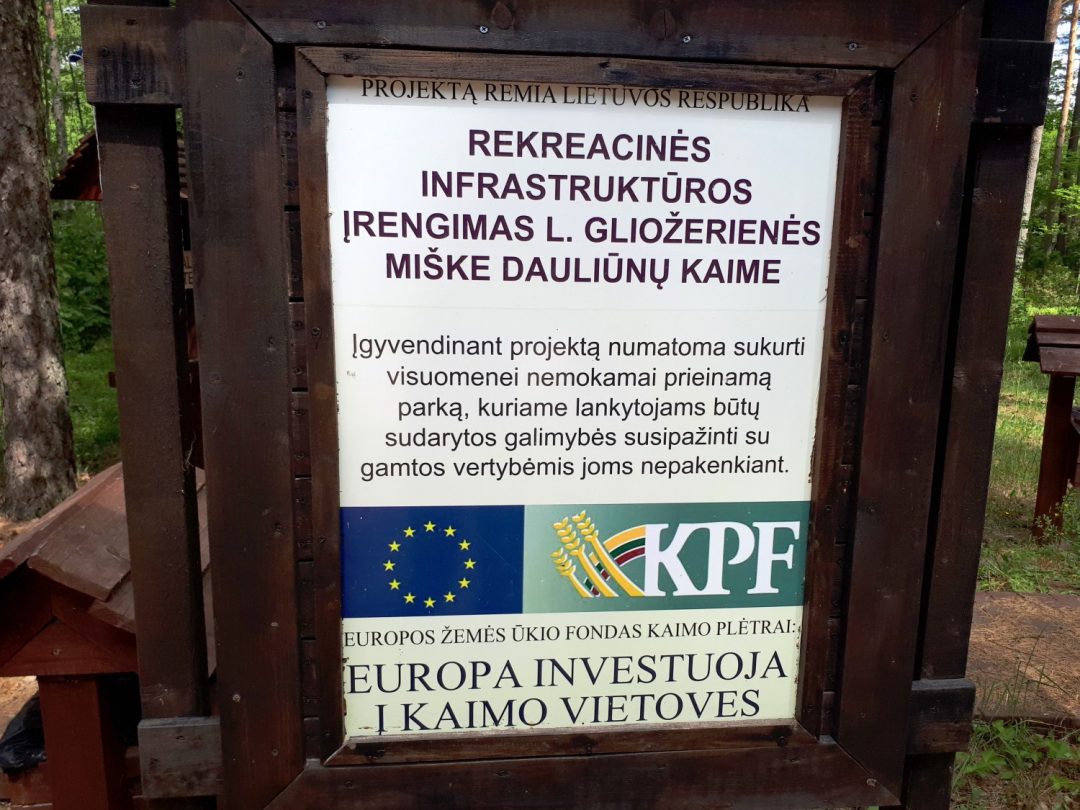 PROJEKTĄ REMIA LIETUVOS RESPUBLIKA
REKREACINĖS
INFRASTRUKTŪROS
ĮRENGIMAS L. GLIOŽERIENĖS
MIŠKE DAULIŪNŲ KAIME
Įgyvendinant projektą numatoma sukurti
visuomenei nemokamai prieinamą
parką, kuriame lankytojams būtų
sudarytos galimybės susipažinti su
gamtos vertybėmis joms nepakenkiant.
KPF
EUROPOS ŽEMĖS ŪKIO FONDAS KAIMO PLĖTRAI:
EUROPA INVESTUOJA
Į KAIMO VIETOVES